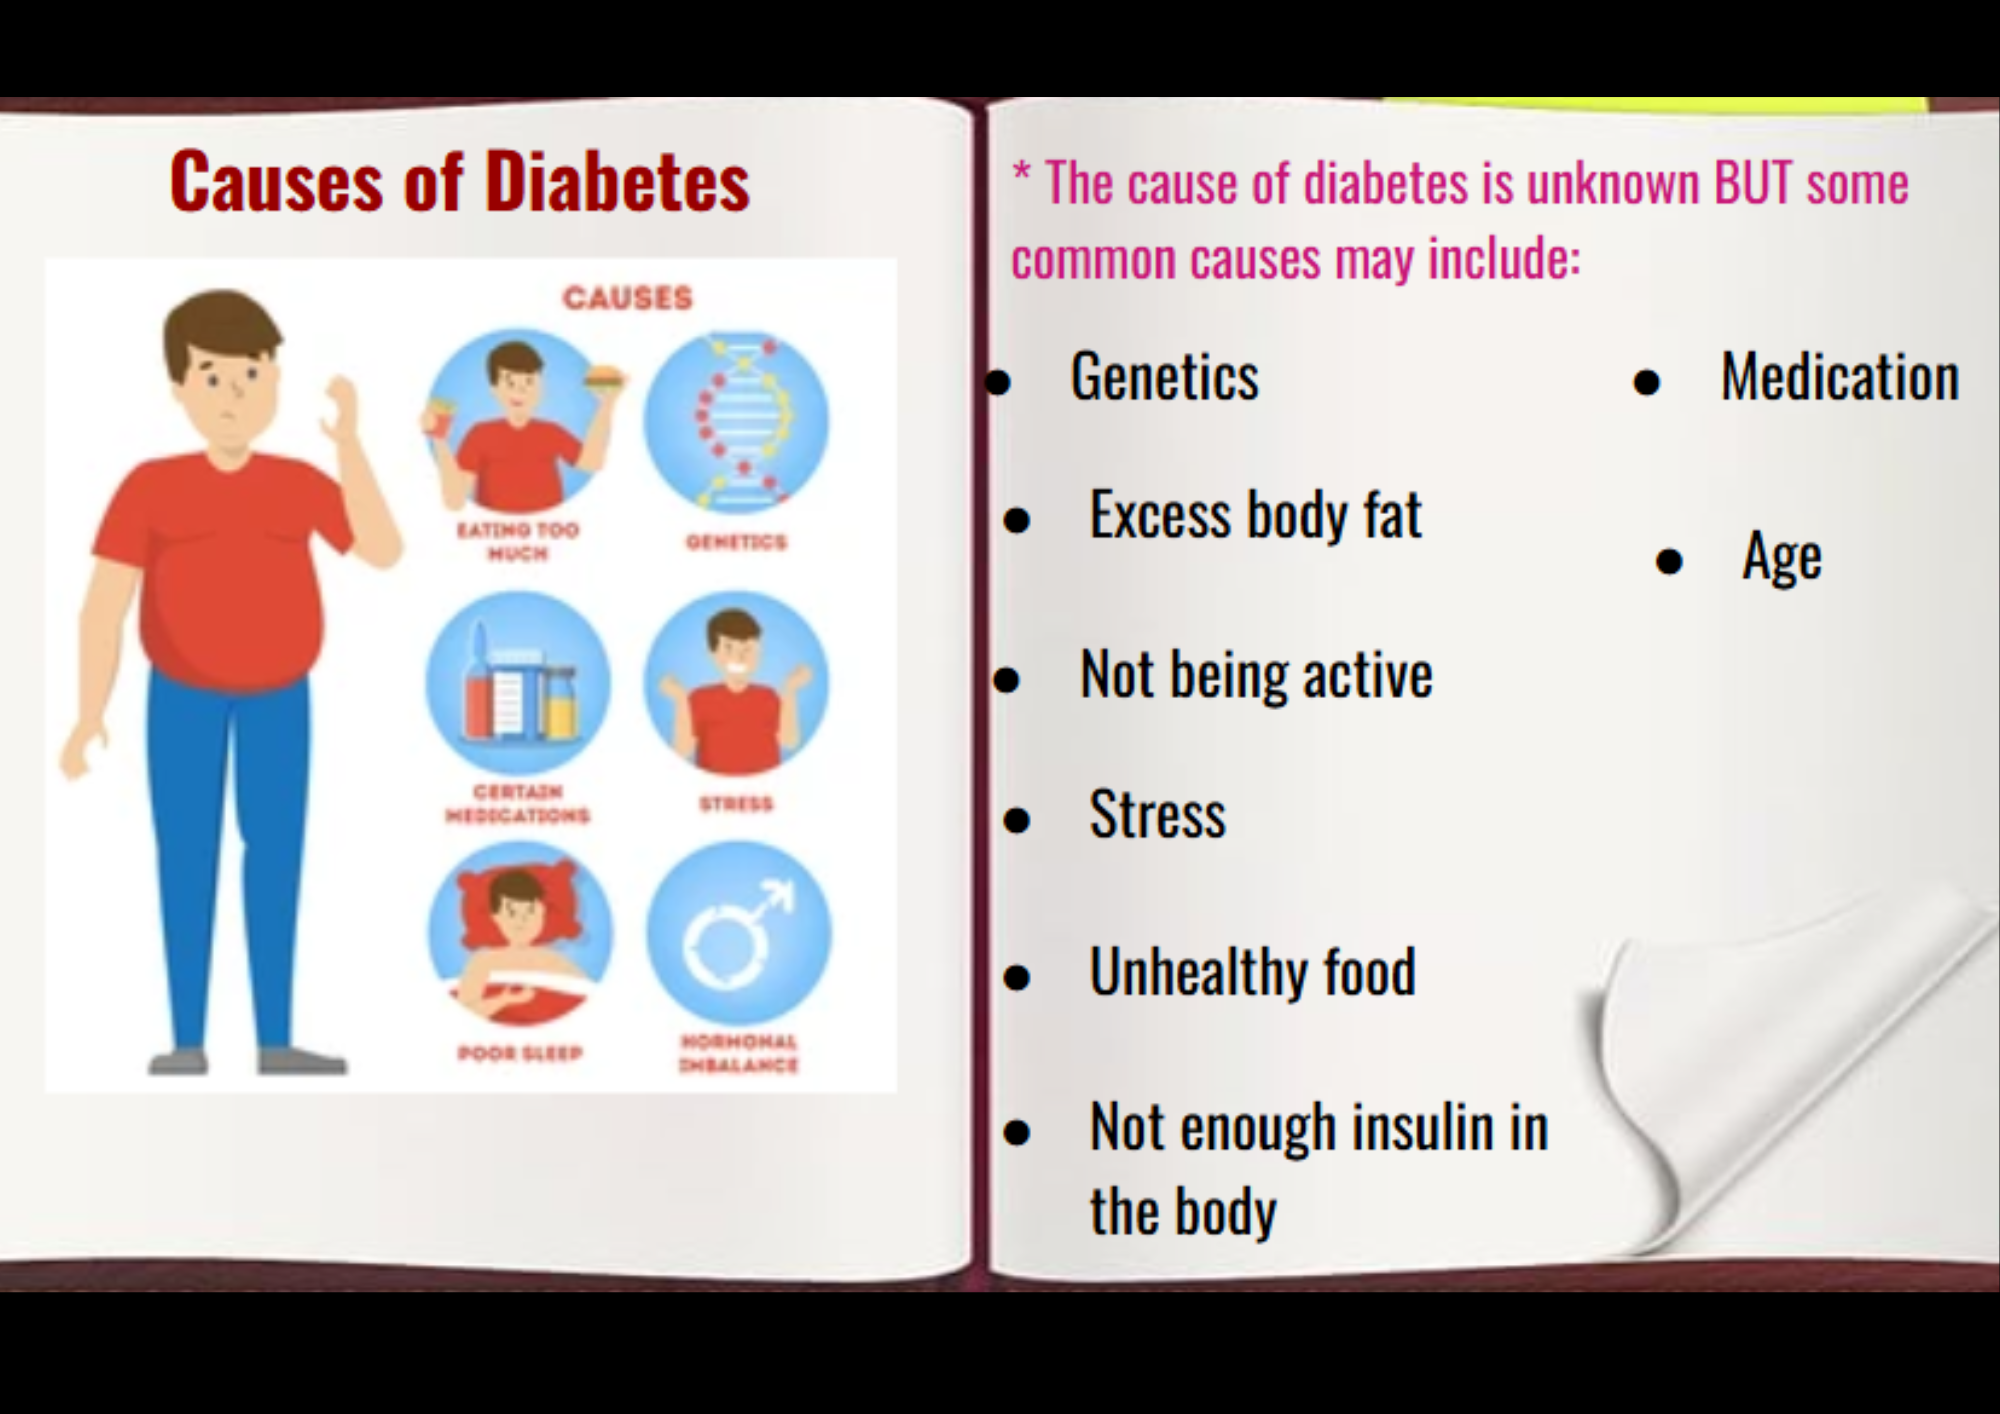 Causes of Diabetes
CAUSES
EATING TOO
MUCH
GENETICS
CERTAIN
MEDICATIONS
STRESS
POOR SLEEP
HORMONAL
IMBALANCE
* The cause of diabetes is unknown BUT some
common causes may include:
● Genetics
● Excess body fat
● Not being active
● Stress
● Unhealthy food
● Not enough insulin in
the body
● Medication
● Age